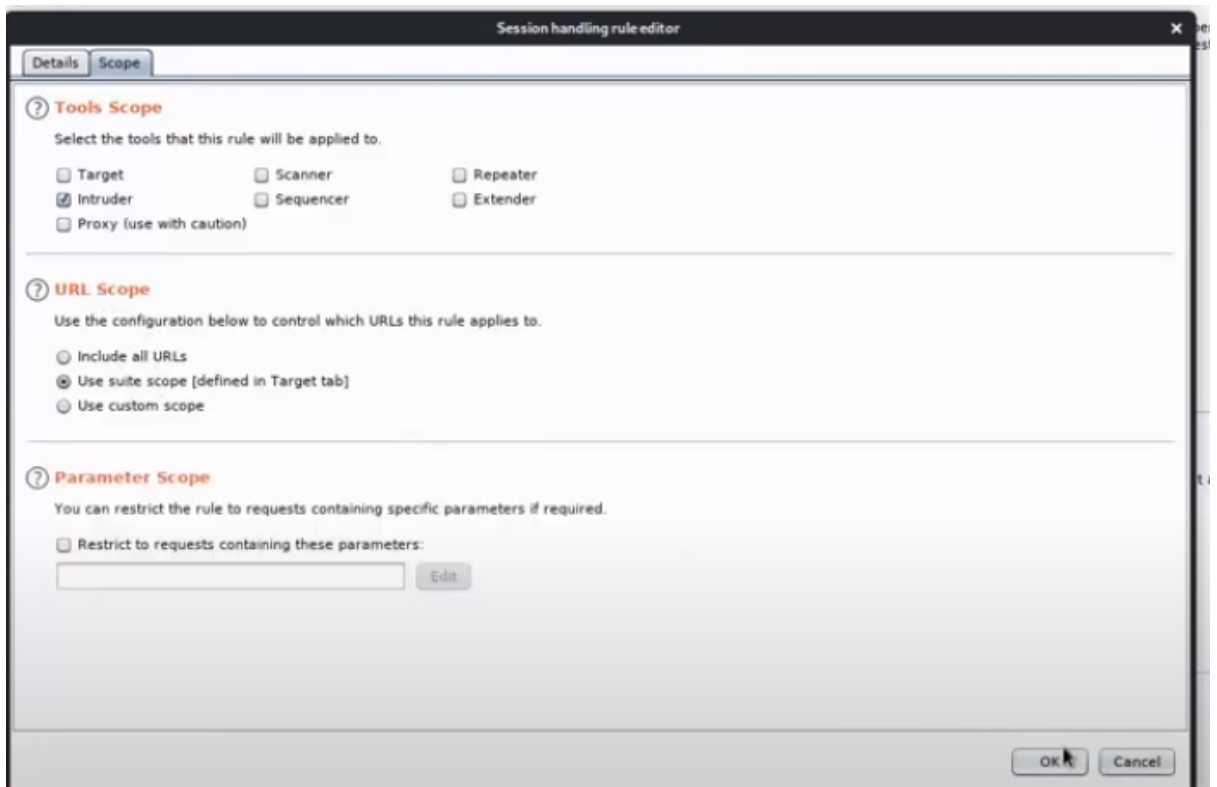 Session handling rule editor
Details Scope
Tools Scope
Select the tools that this rule will be applied to.
Target Scanner Repeater
Intruder Sequencer Extender
Proxy (use with caution)
URL Scope
Use the configuration below to control which URLs this rule applies to.
Include all URLs
Use suite scope [defined in Target tab]
Use custom scope
Parameter Scope
You can restrict the rule to requests containing specific parameters if required.
Restrict to requests containing these parameters:
Edit
OK Cancel